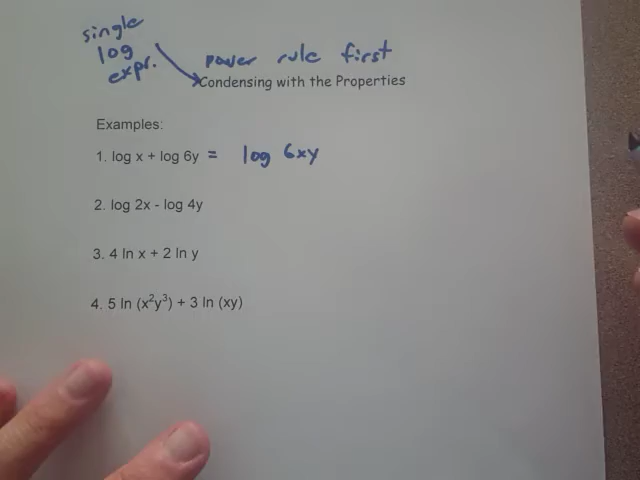 single
log
expr.
power rule first
Condensing with the Properties
Examples:
1. log x + log 6y = log 6xy
2. log 2x - log 4y
3. 4 ln x + 2 ln y
4. 5 ln (x²y³) + 3 ln (xy)